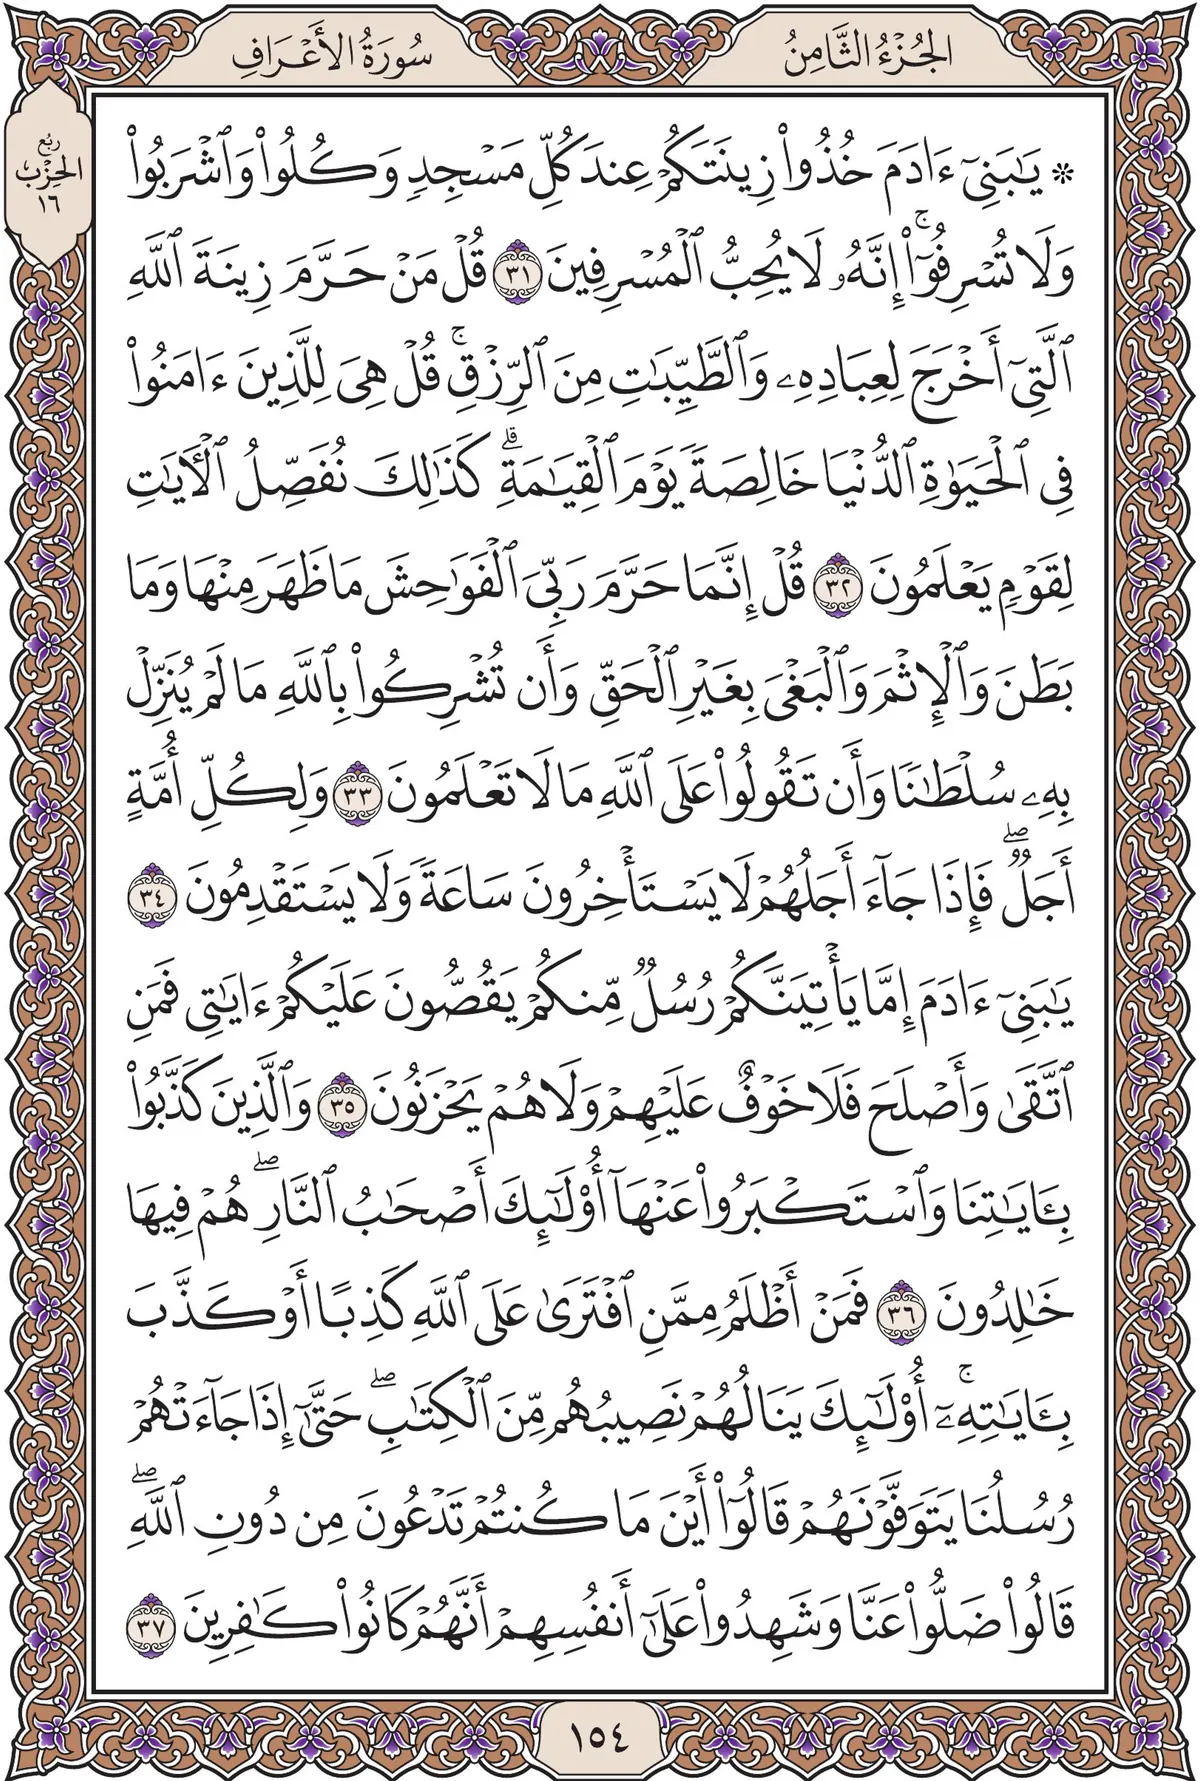 الجُزْءُ الثَّامِنُ
سُورَةُ الأَعْرَافِ
رُبُع
الحِزْب
١٦
۞ يَٰبَنِيٓ ءَادَمَ خُذُواْ زِينَتَكُمْ عِندَ كُلِّ مَسْجِدٖ وَكُلُواْ وَٱشْرَبُواْ
وَلَا تُسْرِفُوٓاْۚ إِنَّهُۥ لَا يُحِبُّ ٱلْمُسْرِفِينَ ٣١ قُلْ مَنْ حَرَّمَ زِينَةَ ٱللَّهِ
ٱلَّتِيٓ أَخْرَجَ لِعِبَادِهِۦ وَٱلطَّيِّبَٰتِ مِنَ ٱلرِّزْقِۚ قُلْ هِيَ لِلَّذِينَ ءَامَنُواْ
فِي ٱلْحَيَوٰةِ ٱلدُّنْيَا خَالِصَةٗ يَوْمَ ٱلْقِيَٰمَةِۗ كَذَٰلِكَ نُفَصِّلُ ٱلْأٓيَٰتِ
لِقَوْمٖ يَعْلَمُونَ ٣٢ قُلْ إِنَّمَا حَرَّمَ رَبِّيَ ٱلْفَوَٰحِشَ مَا ظَهَرَ مِنْهَا وَمَا
بَطَنَ وَٱلْإِثْمَ وَٱلْبَغْيَ بِغَيْرِ ٱلْحَقِّ وَأَن تُشْرِكُواْ بِٱللَّهِ مَا لَمْ يُنَزِّلْ
بِهِۦ سُلْطَٰنٗا وَأَن تَقُولُواْ عَلَى ٱللَّهِ مَا لَا تَعْلَمُونَ ٣٣ وَلِكُلِّ أُمَّةٍ
أَجَلٞۖ فَإِذَا جَآءَ أَجَلُهُمْ لَا يَسْتَأْخِرُونَ سَاعَةٗ وَلَا يَسْتَقْدِمُونَ ٣٤
يَٰبَنِيٓ ءَادَمَ إِمَّا يَأْتِيَنَّكُمْ رُسُلٞ مِّنكُمْ يَقُصُّونَ عَلَيْكُمْ ءَايَٰتِي فَمَنِ
ٱتَّقَىٰ وَأَصْلَحَ فَلَا خَوْفٌ عَلَيْهِمْ وَلَا هُمْ يَحْزَنُونَ ٣٥ وَٱلَّذِينَ كَذَّبُواْ
بِـَٔايَٰتِنَا وَٱسْتَكْبَرُواْ عَنْهَآ أُوْلَٰٓئِكَ أَصْحَٰبُ ٱلنَّارِۖ هُمْ فِيهَا
خَٰلِدُونَ ٣٦ فَمَنْ أَظْلَمُ مِمَّنِ ٱفْتَرَىٰ عَلَى ٱللَّهِ كَذِبًا أَوْ كَذَّبَ
بِـَٔايَٰتِهِۦٓۚ أُوْلَٰٓئِكَ يَنَالُهُمْ نَصِيبُهُم مِّنَ ٱلْكِتَٰبِۖ حَتَّىٰٓ إِذَا جَآءَتْهُمْ
رُسُلُنَا يَتَوَفَّوْنَهُمْ قَالُوٓاْ أَيْنَ مَا كُنتُمْ تَدْعُونَ مِن دُونِ ٱللَّهِۖ
قَالُواْ ضَلُّواْ عَنَّا وَشَهِدُواْ عَلَىٰٓ أَنفُسِهِمْ أَنَّهُمْ كَانُواْ كَٰفِرِينَ ٣٧
١٥٤